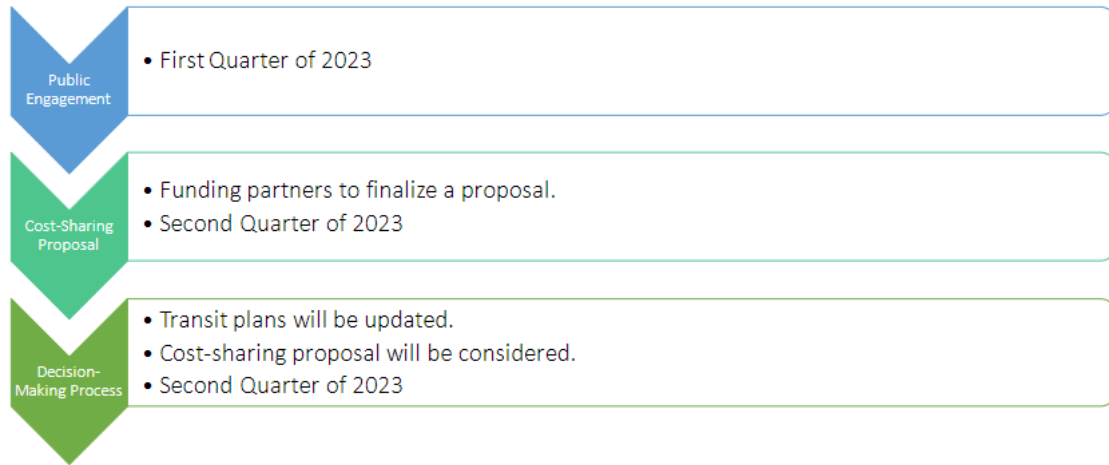 Public
Engagement
• First Quarter of 2023
Cost-Sharing
Proposal
• Funding partners to finalize a proposal.
• Second Quarter of 2023
Decision-
Making Process
• Transit plans will be updated.
• Cost-sharing proposal will be considered.
• Second Quarter of 2023